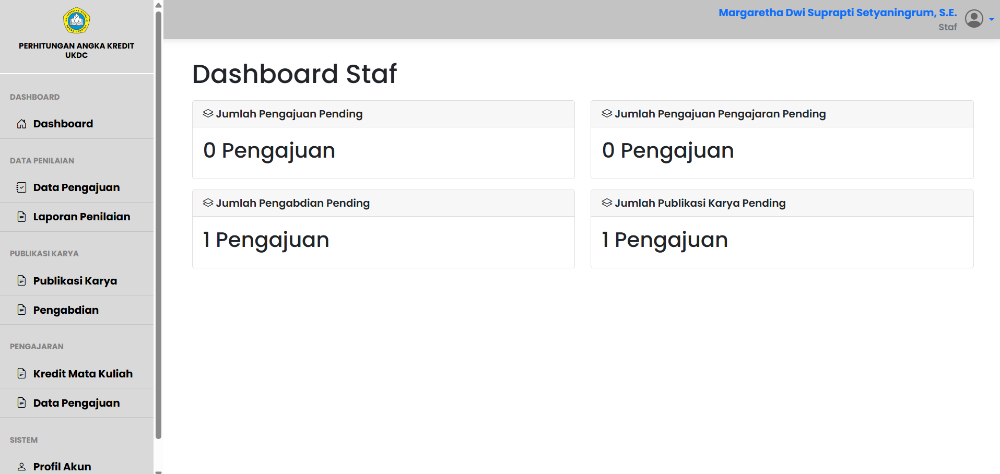 PERHITUNGAN ANGKA KREDIT
UKDC
DASHBOARD
Dashboard
DATA PENILAIAN
Data Pengajuan
Laporan Penilaian
PUBLIKASI KARYA
Publikasi Karya
Pengabdian
PENGAJARAN
Kredit Mata Kuliah
Data Pengajuan
SISTEM
Profil Akun
Margaretha Dwi Suprapti Setyaningrum, S.E.
Staf
Dashboard Staf
Jumlah Pengajuan Pending
0 Pengajuan
Jumlah Pengajuan Pengajaran Pending
0 Pengajuan
Jumlah Pengabdian Pending
1 Pengajuan
Jumlah Publikasi Karya Pending
1 Pengajuan